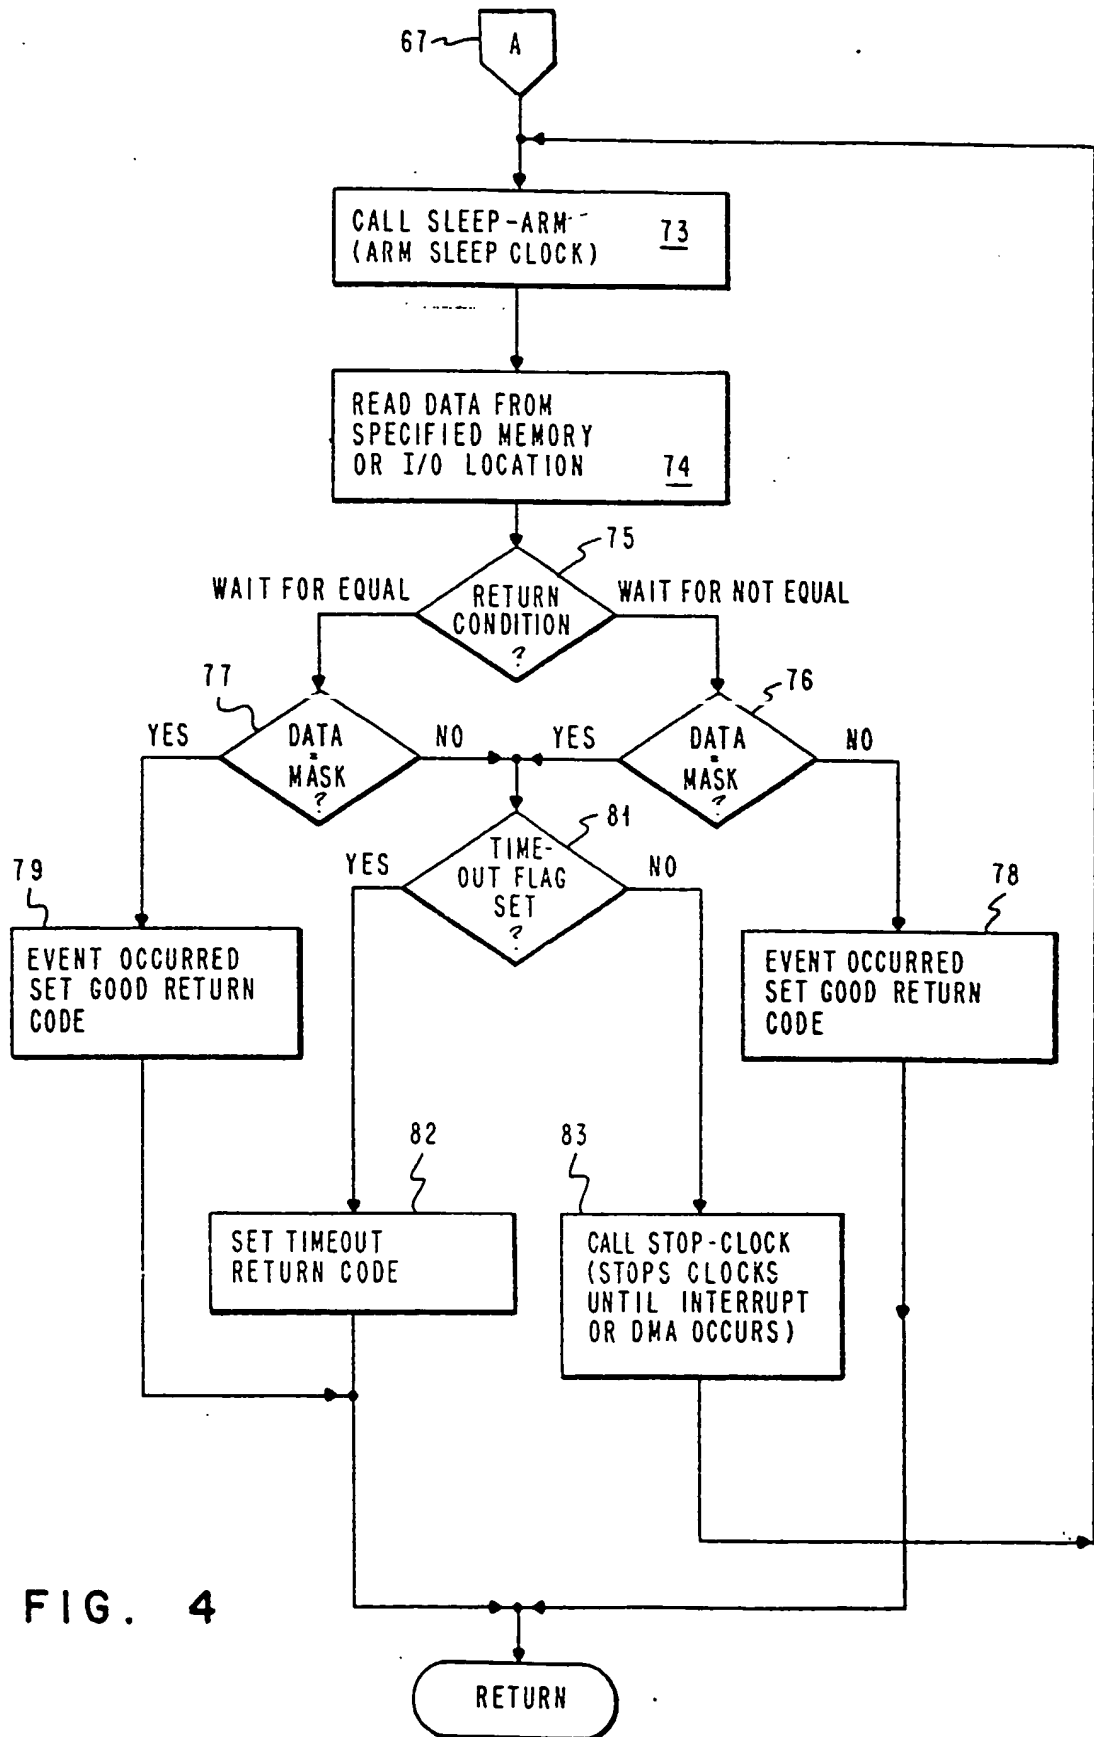 67
A
CALL SLEEP-ARM
(ARM SLEEP CLOCK)
73
READ DATA FROM
SPECIFIED MEMORY
OR I/O LOCATION
74
75
WAIT FOR EQUAL
RETURN
CONDITION
?
WAIT FOR NOT EQUAL
77
76
YES
DATA
=
MASK
?
NO
YES
DATA
=
MASK
?
NO
81
YES
TIME-
OUT FLAG
SET
?
NO
79
78
EVENT OCCURRED
SET GOOD RETURN
CODE
EVENT OCCURRED
SET GOOD RETURN
CODE
82
83
SET TIMEOUT
RETURN CODE
CALL STOP-CLOCK
(STOPS CLOCKS
UNTIL INTERRUPT
OR DMA OCCURS)
FIG. 4
RETURN